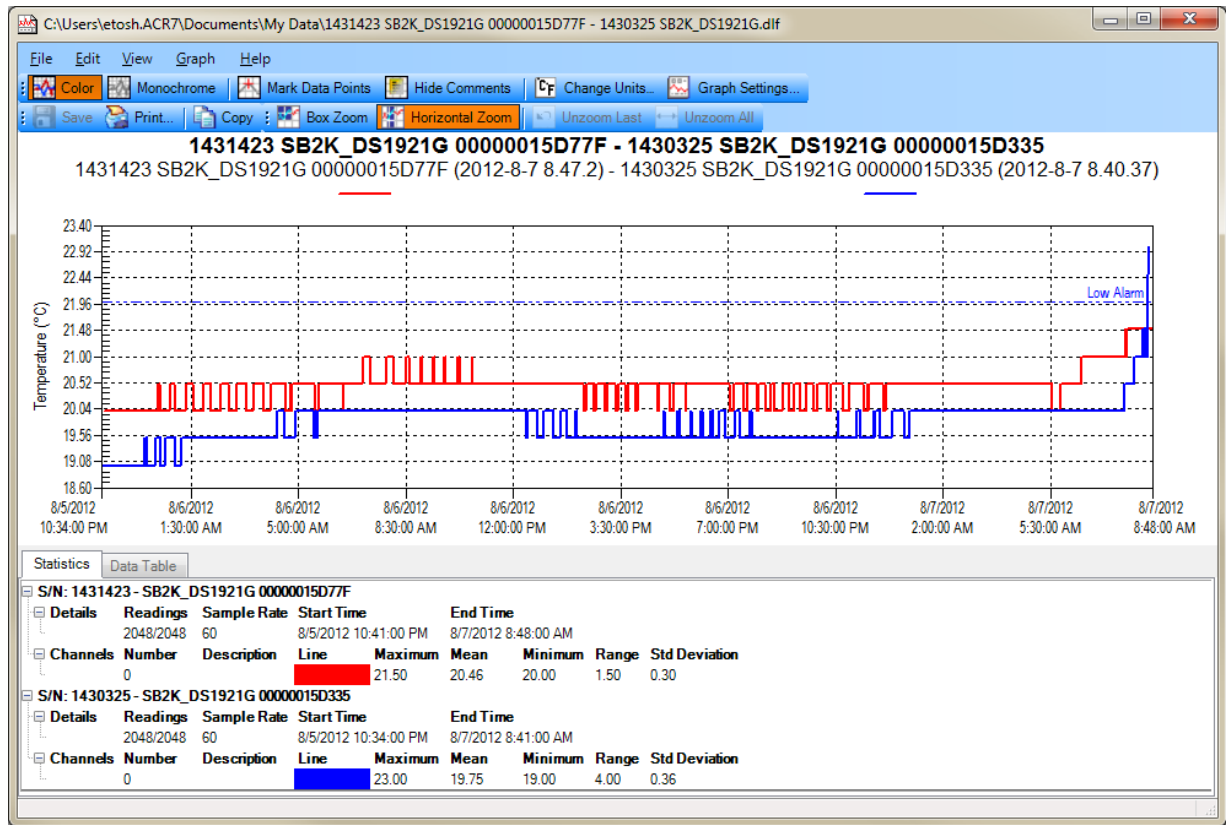 C:\Users\etosh.ACR7\Documents\My Data\1431423 SB2K_DS1921G 00000015D77F - 1430325 SB2K_DS1921G.dlf
File Edit View Graph Help
Color Monochrome Mark Data Points Hide Comments Change Units... Graph Settings...
Save Print... Copy Box Zoom Horizontal Zoom Unzoom Last Unzoom All
1431423 SB2K_DS1921G 00000015D77F - 1430325 SB2K_DS1921G 00000015D335
1431423 SB2K_DS1921G 00000015D77F (2012-8-7 8.47.2) - 1430325 SB2K_DS1921G 00000015D335 (2012-8-7 8.40.37)
Temperature (°C)
23.40
22.92
22.44
21.96
21.48
21.00
20.52
20.04
19.56
19.08
18.60
Low Alarm
8/5/2012 8/6/2012 8/6/2012 8/6/2012 8/6/2012 8/6/2012 8/6/2012 8/6/2012 8/7/2012 8/7/2012 8/7/2012
10:34:00 PM 1:30:00 AM 5:00:00 AM 8:30:00 AM 12:00:00 PM 3:30:00 PM 7:00:00 PM 10:30:00 PM 2:00:00 AM 5:30:00 AM 8:48:00 AM
Statistics Data Table
S/N: 1431423 - SB2K_DS1921G 00000015D77F
Details Readings Sample Rate Start Time End Time
2048/2048 60 8/5/2012 10:41:00 PM 8/7/2012 8:48:00 AM
Channels Number Description Line Maximum Mean Minimum Range Std Deviation
0 21.50 20.46 20.00 1.50 0.30
S/N: 1430325 - SB2K_DS1921G 00000015D335
Details Readings Sample Rate Start Time End Time
2048/2048 60 8/5/2012 10:34:00 PM 8/7/2012 8:41:00 AM
Channels Number Description Line Maximum Mean Minimum Range Std Deviation
0 23.00 19.75 19.00 4.00 0.36